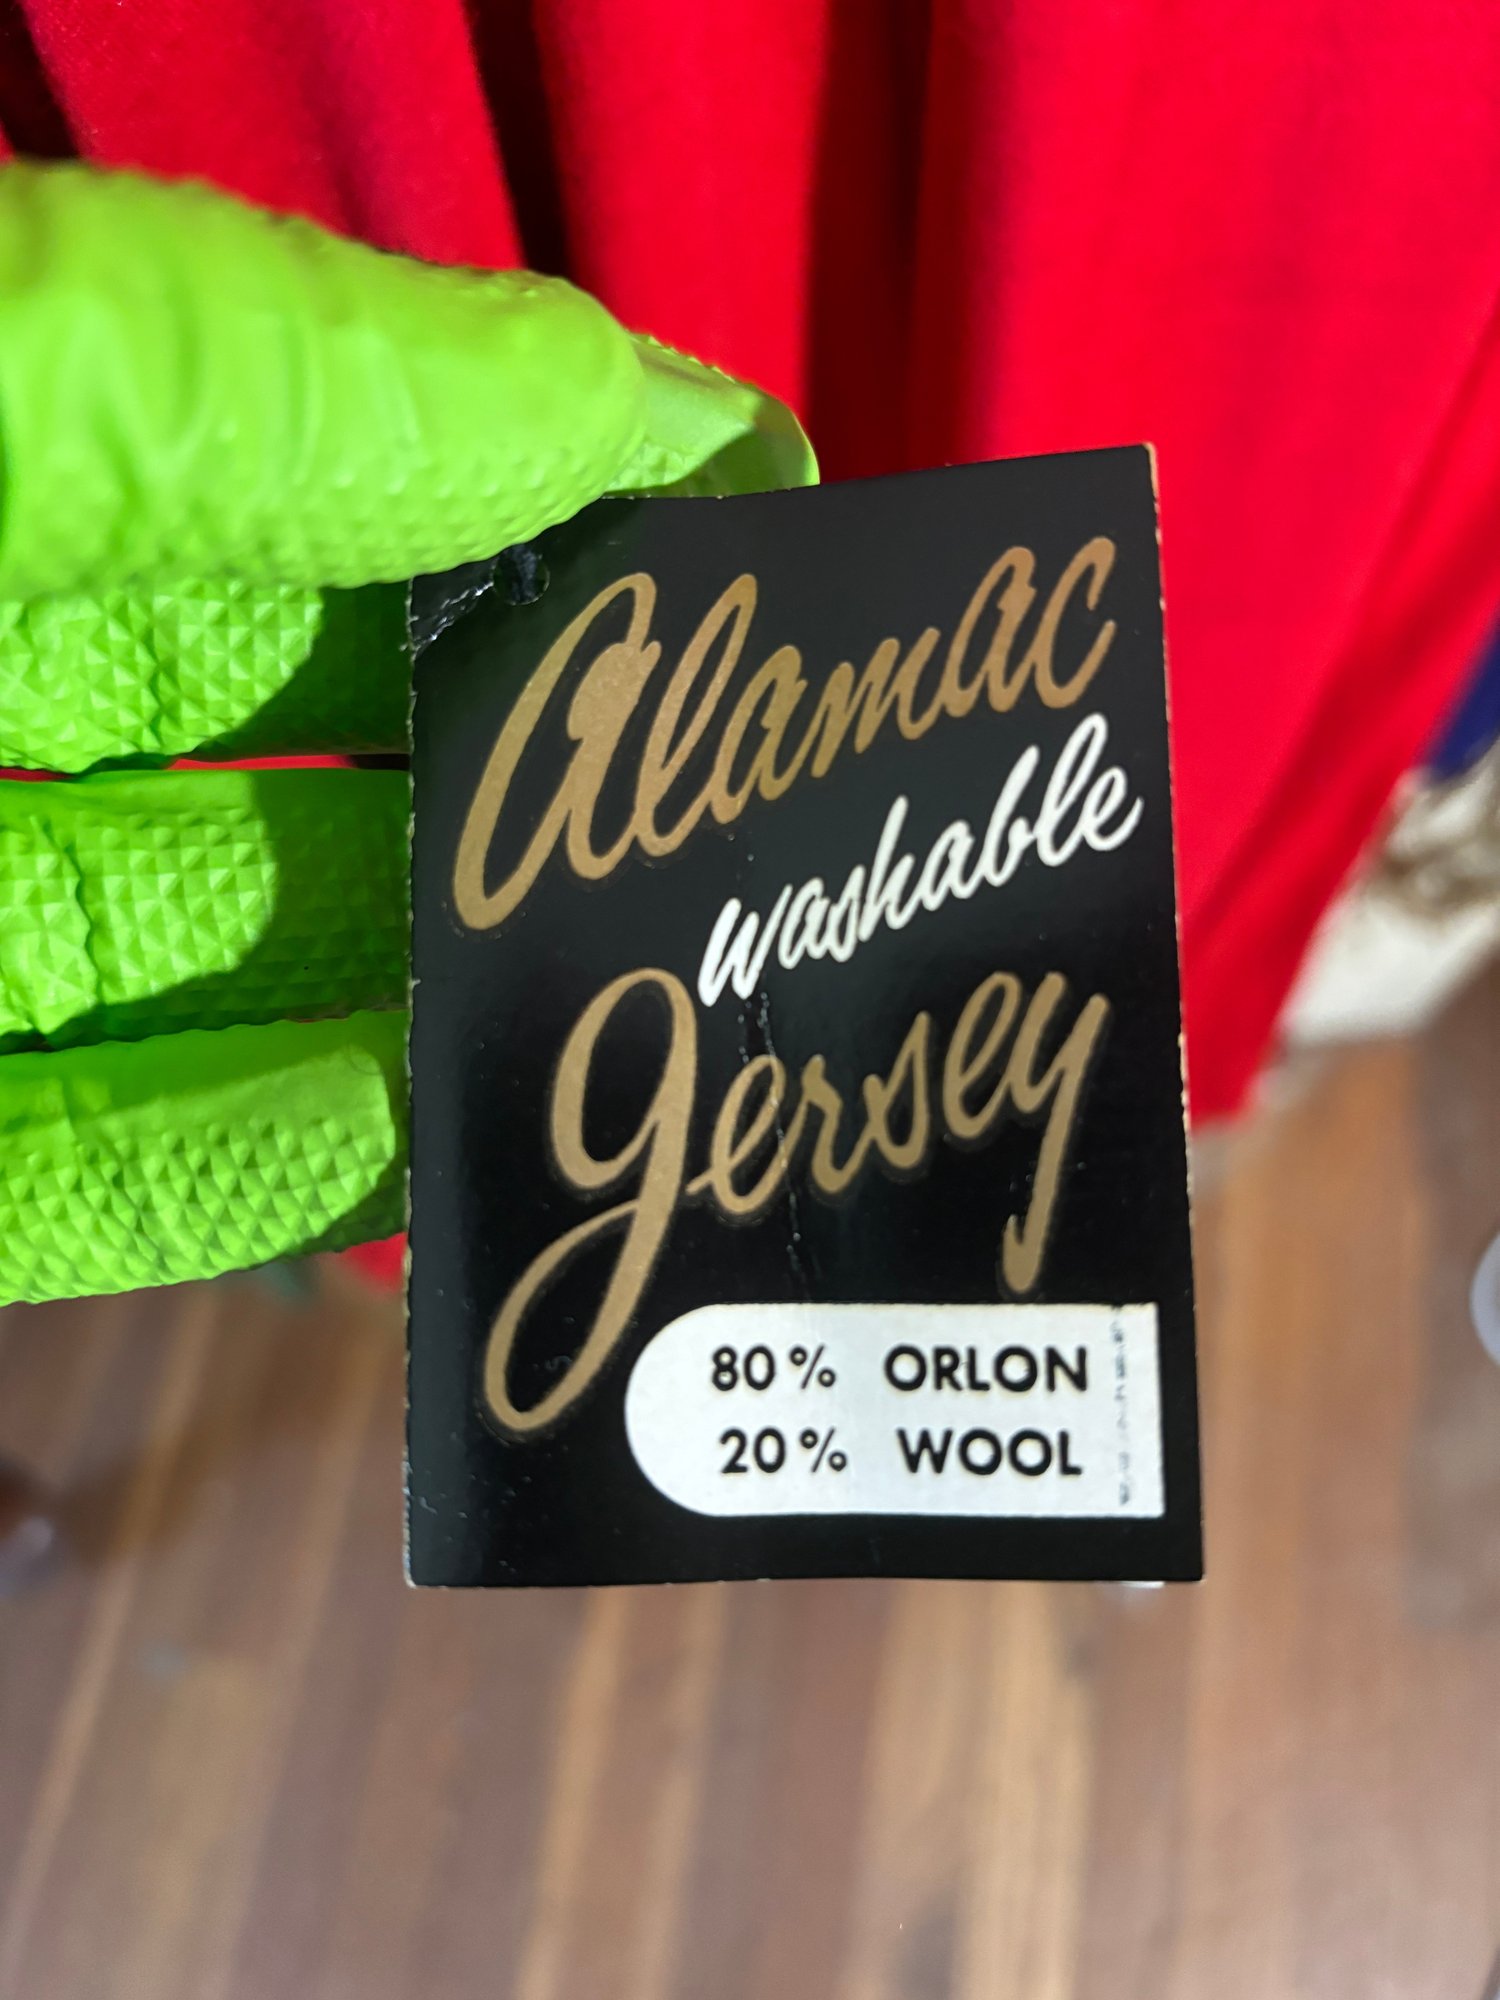 Alamac
washable
Jersey
80% ORLON
20% WOOL